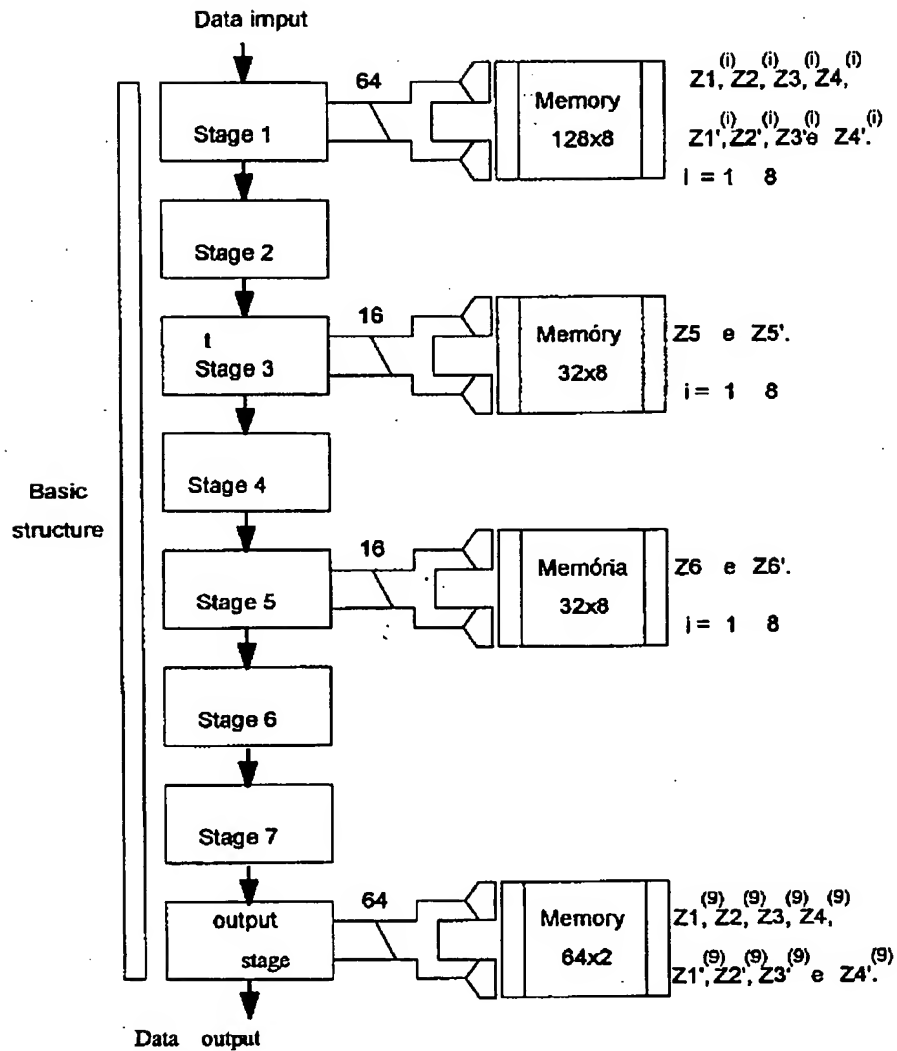 Data imput
64
Stage 1
Memory
128x8
Z1,(i) Z2,(i) Z3,(i) Z4,(i)
Z1',(i) Z2',(i) Z3'(i) e Z4'.(i)
i = 1 8
Stage 2
16
t
Stage 3
Memóry
32x8
Z5 e Z5'.
i = 1 8
Stage 4
Basic
structure
16
Stage 5
Memória
32x8
Z6 e Z6'.
i = 1 8
Stage 6
Stage 7
64
output
stage
Memory
64x2
Z1,(9) Z2,(9) Z3,(9) Z4,(9)
Z1',(9) Z2',(9) Z3'(9) e Z4'.(9)
Data output